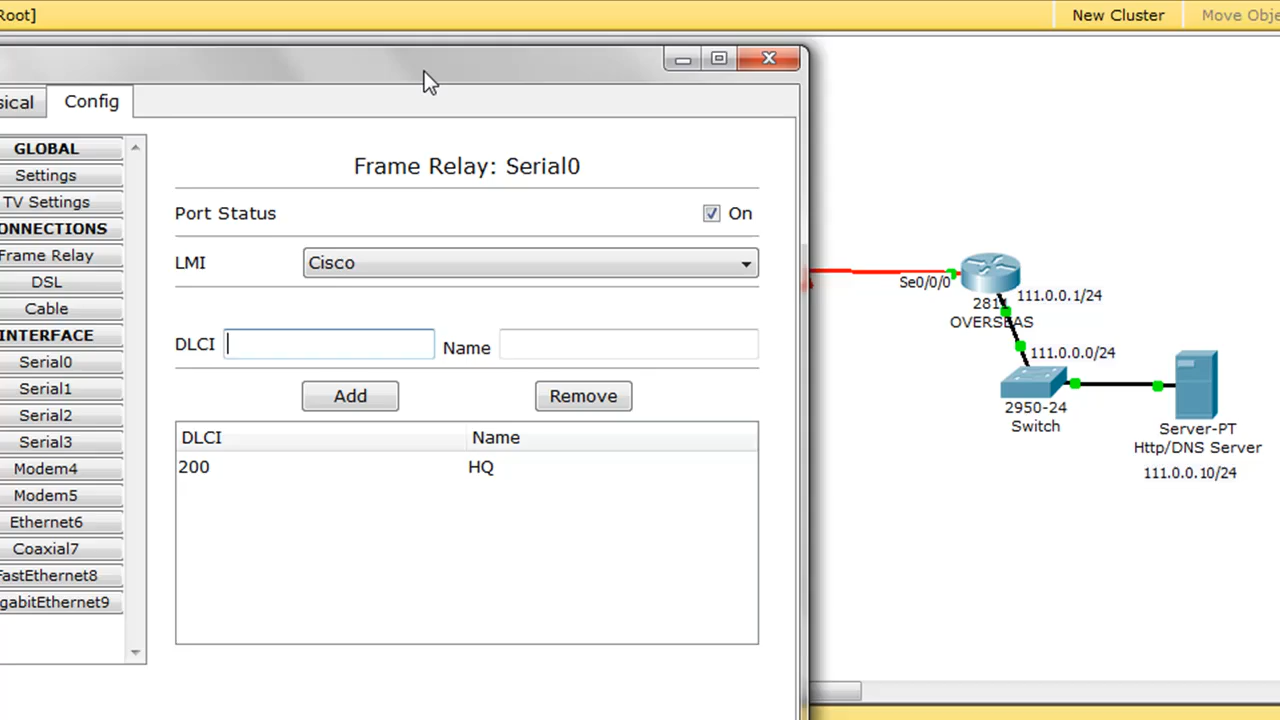 Root]
New Cluster
Move Obje
sical
Config
GLOBAL
Settings
TV Settings
ONNECTIONS
Frame Relay
DSL
Cable
INTERFACE
Serial0
Serial1
Serial2
Serial3
Modem4
Modem5
Ethernet6
Coaxial7
FastEthernet8
gabitEthernet9
Frame Relay: Serial0
Port Status
On
LMI
Cisco
DLCI
Name
Add
Remove
DLCI
Name
200
HQ
Se0/0/0
111.0.0.1/24
2811
OVERSEAS
111.0.0.0/24
2950-24
Switch
Server-PT
Http/DNS Server
111.0.0.10/24